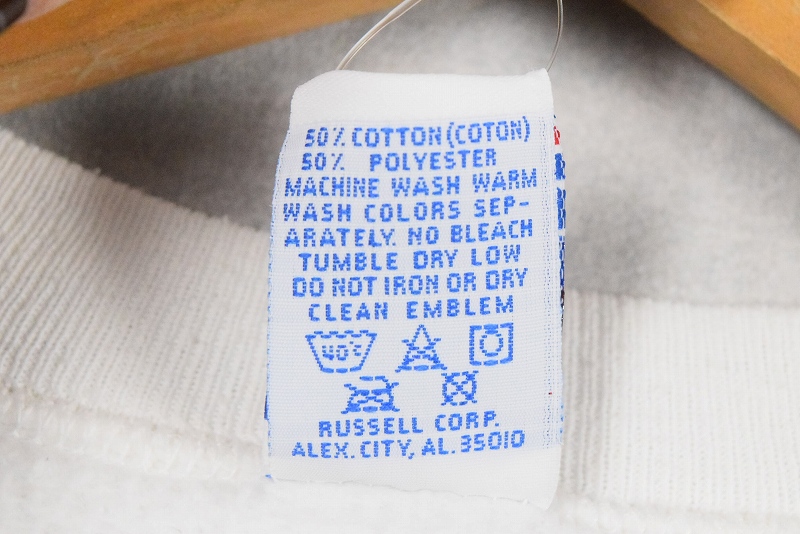 50% COTTON (COTON)
50% POLYESTER
MACHINE WASH WARM
WASH COLORS SEP-
ARATELY. NO BLEACH
TUMBLE DRY LOW
DO NOT IRON OR DRY
CLEAN EMBLEM
40°C
RUSSELL CORP.
ALEX. CITY, AL. 35010